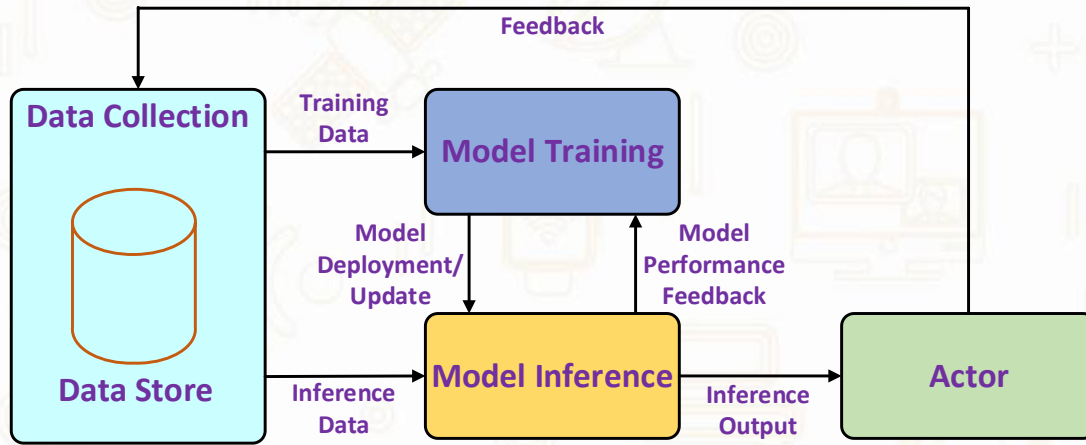 Feedback
Data Collection
Training
Data
Model Training
Model
Deployment/
Update
Model
Performance
Feedback
Data Store
Inference
Data
Model Inference
Inference
Output
Actor